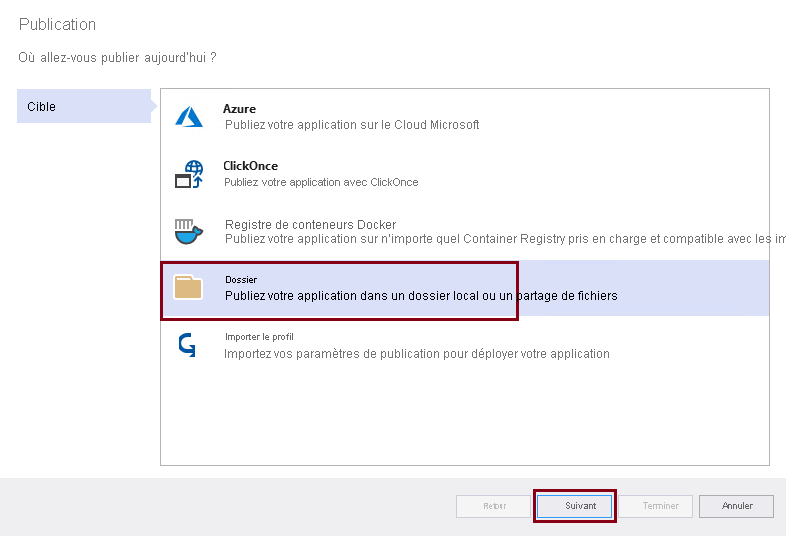 Publication
Où allez-vous publier aujourd'hui ?
Cible
Azure
Publiez votre application sur le Cloud Microsoft
ClickOnce
Publiez votre application avec ClickOnce
Registre de conteneurs Docker
Publiez votre application sur n'importe quel Container Registry pris en charge et compatible avec les
Dossier
Publiez votre application dans un dossier local ou un partage de fichiers
Importer le profil
Importez vos paramètres de publication pour déployer votre application
Retour
Suivant
Terminer
Annuler